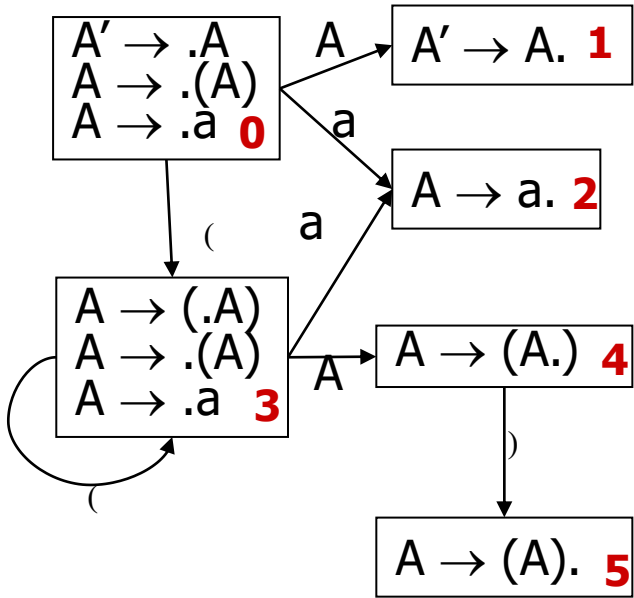 A′ → .A
A → .(A)
A → .a 0
A
A′ → A. 1
a
A → a. 2
(
a
A → (.A)
A → .(A)
A → .a 3
A
A → (A.) 4
(
)
A → (A). 5